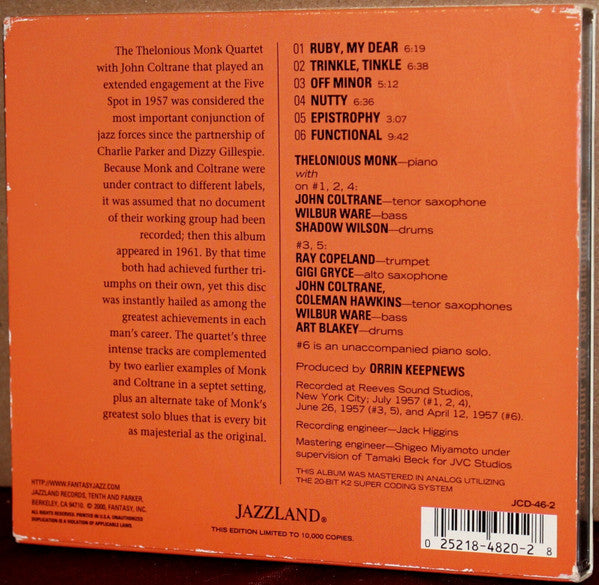 The Thelonious Monk Quartet
with John Coltrane that played an
extended engagement at the Five
Spot in 1957 was considered the
most important conjunction of
jazz forces since the partnership of
Charlie Parker and Dizzy Gillespie.
Because Monk and Coltrane were
under contract to different labels,
it was assumed that no document
of their working group had been
recorded; then this album
appeared in 1961. By that time
both had achieved further tri-
umphs on their own, yet this disc
was instantly hailed as among the
greatest achievements in each
man's career. The quartet's three
intense tracks are complemented
by two earlier examples of Monk
and Coltrane in a septet setting,
plus an alternate take of Monk's
greatest solo blues that is every bit
as majesterial as the original.
01 RUBY, MY DEAR 6:19
02 TRINKLE, TINKLE 6:38
03 OFF MINOR 5:12
04 NUTTY 6:36
05 EPISTROPHY 3.07
06 FUNCTIONAL 9:42
THELONIOUS MONK—piano
with
on #1, 2, 4:
JOHN COLTRANE—tenor saxophone
WILBUR WARE—bass
SHADOW WILSON—drums
#3, 5:
RAY COPELAND—trumpet
GIGI GRYCE—alto saxophone
JOHN COLTRANE,
COLEMAN HAWKINS—tenor saxophones
WILBUR WARE—bass
ART BLAKEY—drums
#6 is an unaccompanied piano solo.
Produced by ORRIN KEEPNEWS
Recorded at Reeves Sound Studios,
New York City; July 1957 (#1, 2, 4),
June 26, 1957 (#3, 5), and April 12, 1957 (#6).
Recording engineer—Jack Higgins
Mastering engineer—Shigeo Miyamoto under
supervision of Tamaki Beck for JVC Studios
THIS ALBUM WAS MASTERED IN ANALOG UTILIZING
THE 20-BIT K2 SUPER CODING SYSTEM
HTTP://WWW.FANTASYJAZZ.COM
JAZZLAND RECORDS, TENTH AND PARKER,
BERKELEY, CA 94710. © 2000, FANTASY, INC.
ALL RIGHTS RESERVED. PRINTED IN U.S.A. UNAUTHORIZED
DUPLICATION IS A VIOLATION OF APPLICABLE LAWS
JAZZLAND®
THIS EDITION LIMITED TO 10,000 COPIES.
JCD-46-2
0 25218-4820-2 8